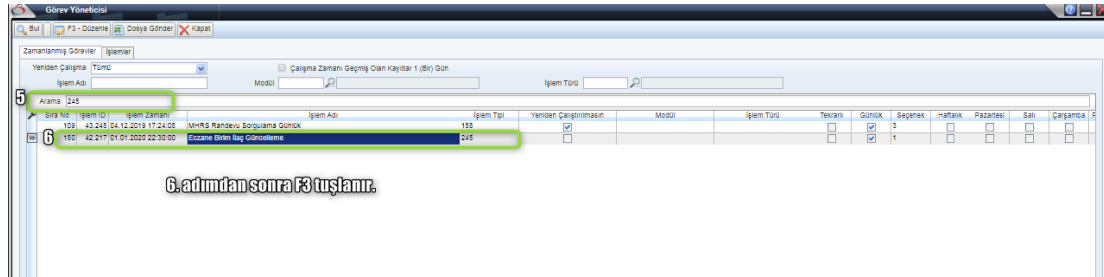 Görev Yöneticisi
Bul F3 - Düzenle Dosya Gönder Kapat
Zamanlanmış Görevler İşlemler
Yeniden Çalışma Tümü Çalışma Zamanı Geçmiş Olan Kayıtlar 1 (Bir) Gün
İşlem Adı Modül İşlem Türü
5 Arama 245
Sıra No İşlem ID İşlem Zamanı İşlem Adı İşlem Tipi Yeniden Çalıştırılmasın Modül İşlem Türü Tekrarlı Günlük Seçenek Haftalık Pazartesi Salı Çarşamba P
109 43.245 04.12.2019 17:24:05 MHRS Randevu Sorgulama Günlük 158 3
6 180 42.217 01.01.2020 22:30:00 Eczane Birim İlaç Güncelleme 245 1
6. adımdan sonra F3 tuşlanır.